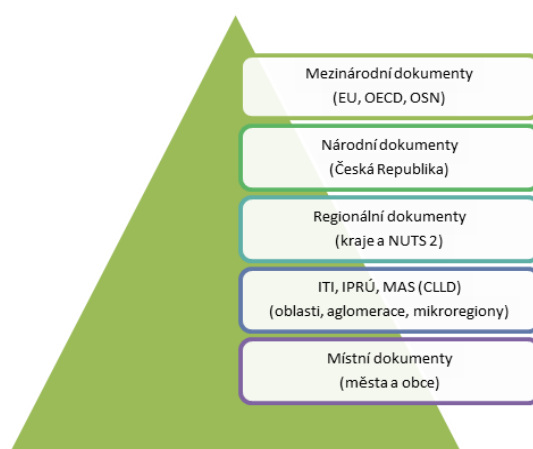 Mezinárodní dokumenty
(EU, OECD, OSN)
Národní dokumenty
(Česká Republika)
Regionální dokumenty
(kraje a NUTS 2)
ITI, IPRÚ, MAS (CLLD)
(oblasti, aglomerace, mikroregiony)
Místní dokumenty
(města a obce)